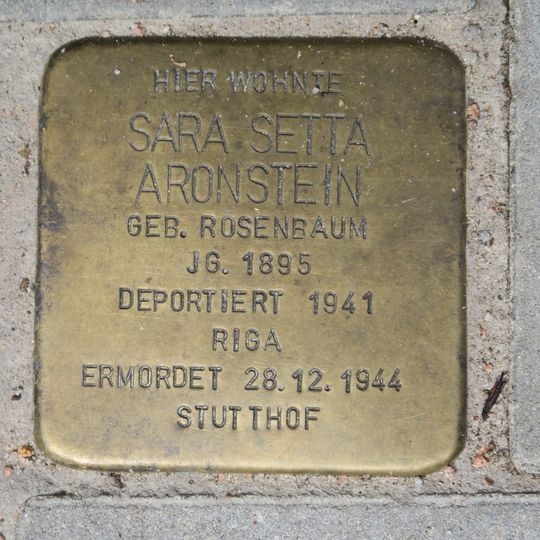 HIER WOHNTE
SARA SETTA
ARONSTEIN
GEB. ROSENBAUM
JG. 1895
DEPORTIERT 1941
RIGA
ERMORDET 28.12.1944
STUTTHOF